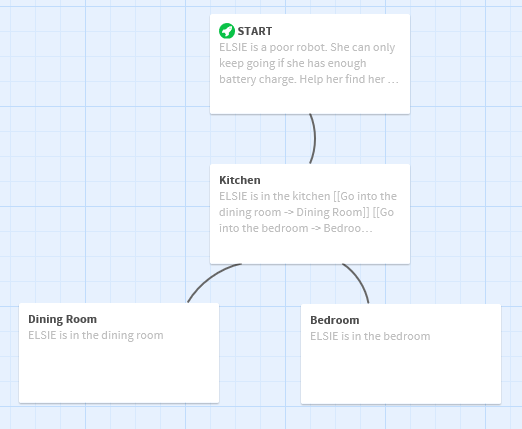 START
ELSIE is a poor robot. She can only
keep going if she has enough
battery charge. Help her find her …
Kitchen
ELSIE is in the kitchen [[Go into the
dining room -> Dining Room]] [[Go
into the bedroom -> Bedroo…
Dining Room
ELSIE is in the dining room
Bedroom
ELSIE is in the bedroom